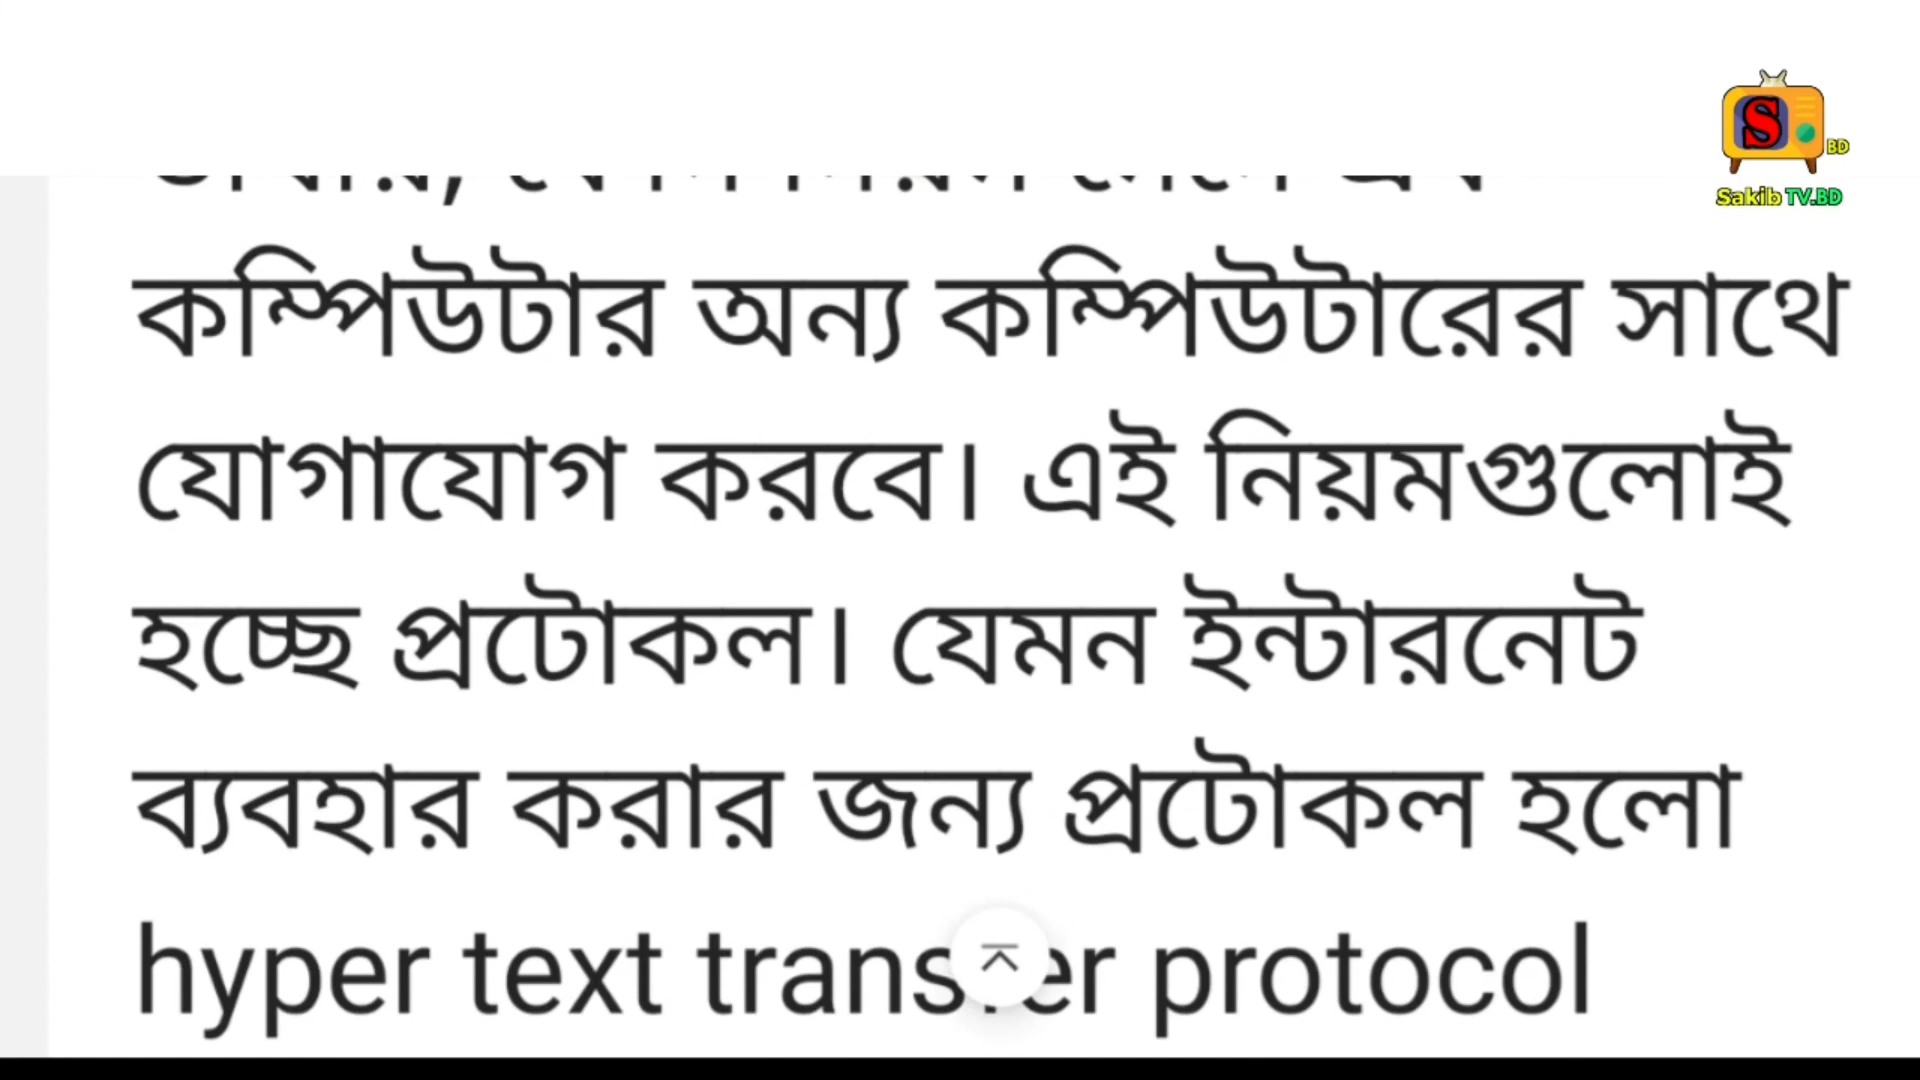 S
BD
Sakib TV.BD
কম্পিউটার অন্য কম্পিউটারের সাথে
যোগাযোগ করবে। এই নিয়মগুলোই
হচ্ছে প্রটোকল। যেমন ইন্টারনেট
ব্যবহার করার জন্য প্রটোকল হলো
hyper text transfer protocol